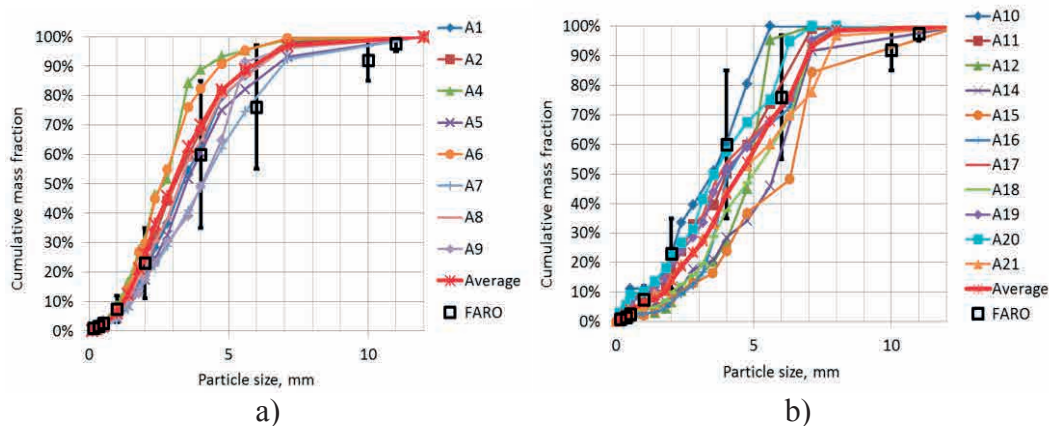 100%
90%
80%
70%
60%
50%
40%
30%
20%
10%
0%
Cumulative mass fraction
0 5 10
Particle size, mm
A1
A2
A4
A5
A6
A7
A8
A9
Average
FARO
a)
100%
90%
80%
70%
60%
50%
40%
30%
20%
10%
0%
Cumulative mass fraction
0 5 10
Particle size, mm
A10
A11
A12
A14
A15
A16
A17
A18
A19
A20
A21
Average
FARO
b)